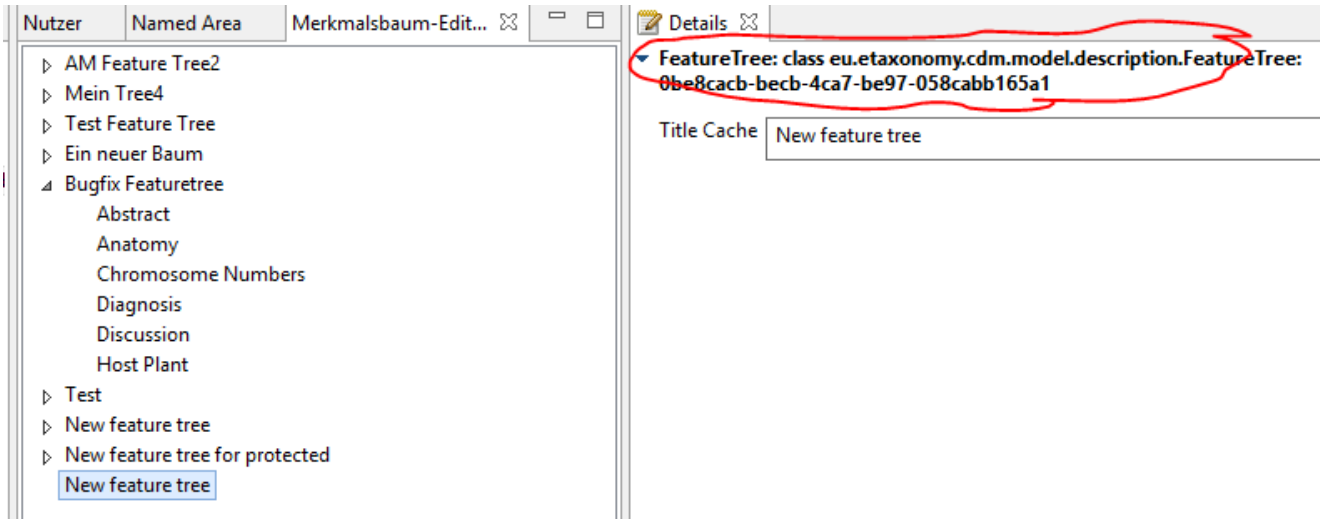 Nutzer
Named Area
Merkmalsbaum-Edit...
AM Feature Tree2
Mein Tree4
Test Feature Tree
Ein neuer Baum
Bugfix Featuretree
Abstract
Anatomy
Chromosome Numbers
Diagnosis
Discussion
Host Plant
Test
New feature tree
New feature tree for protected
New feature tree
Details
FeatureTree: class eu.etaxonomy.cdm.model.description.FeatureTree:
0be8cacb-becb-4ca7-be97-058cabb165a1
Title Cache
New feature tree